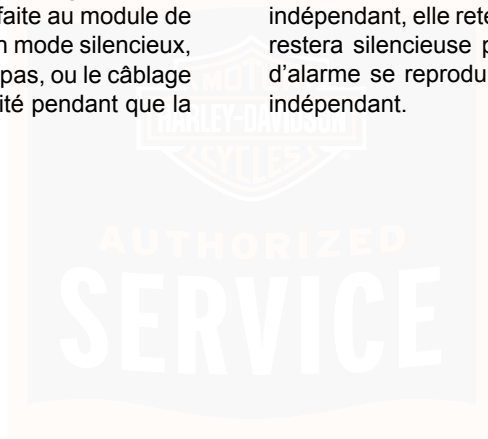 faite au module de
n mode silencieux,
pas, ou le câblage
ité pendant que la
indépendant, elle rete
restera silencieuse p
d’alarme se reprodu
indépendant.
MOTOR
HARLEY-DAVIDSON
CYCLES
AUTHORIZED
SERVICE